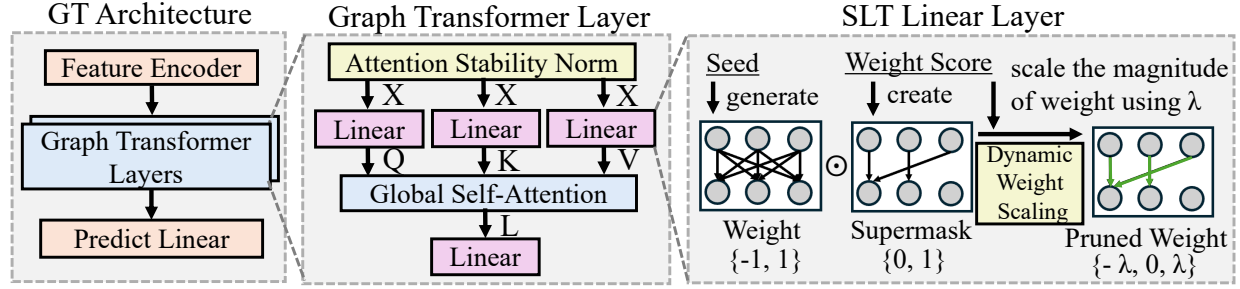 GT Architecture
Feature Encoder
Graph Transformer
Layers
Predict Linear
Graph Transformer Layer
Attention Stability Norm
X X X
Linear Linear Linear
Q K V
Global Self-Attention
L
Linear
SLT Linear Layer
Seed
generate
Weight Score
create
scale the magnitude
of weight using λ
⊙
Dynamic
Weight
Scaling
Weight
{-1, 1}
Supermask
{0, 1}
Pruned Weight
{- λ, 0, λ}